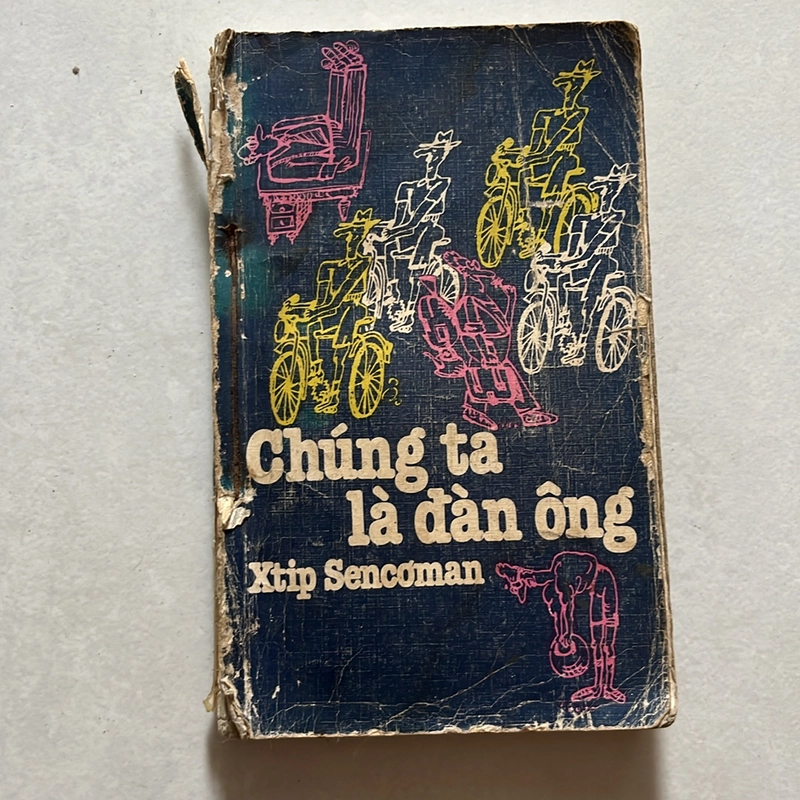 Chúng ta
là đàn ông
Xtip Sencơman